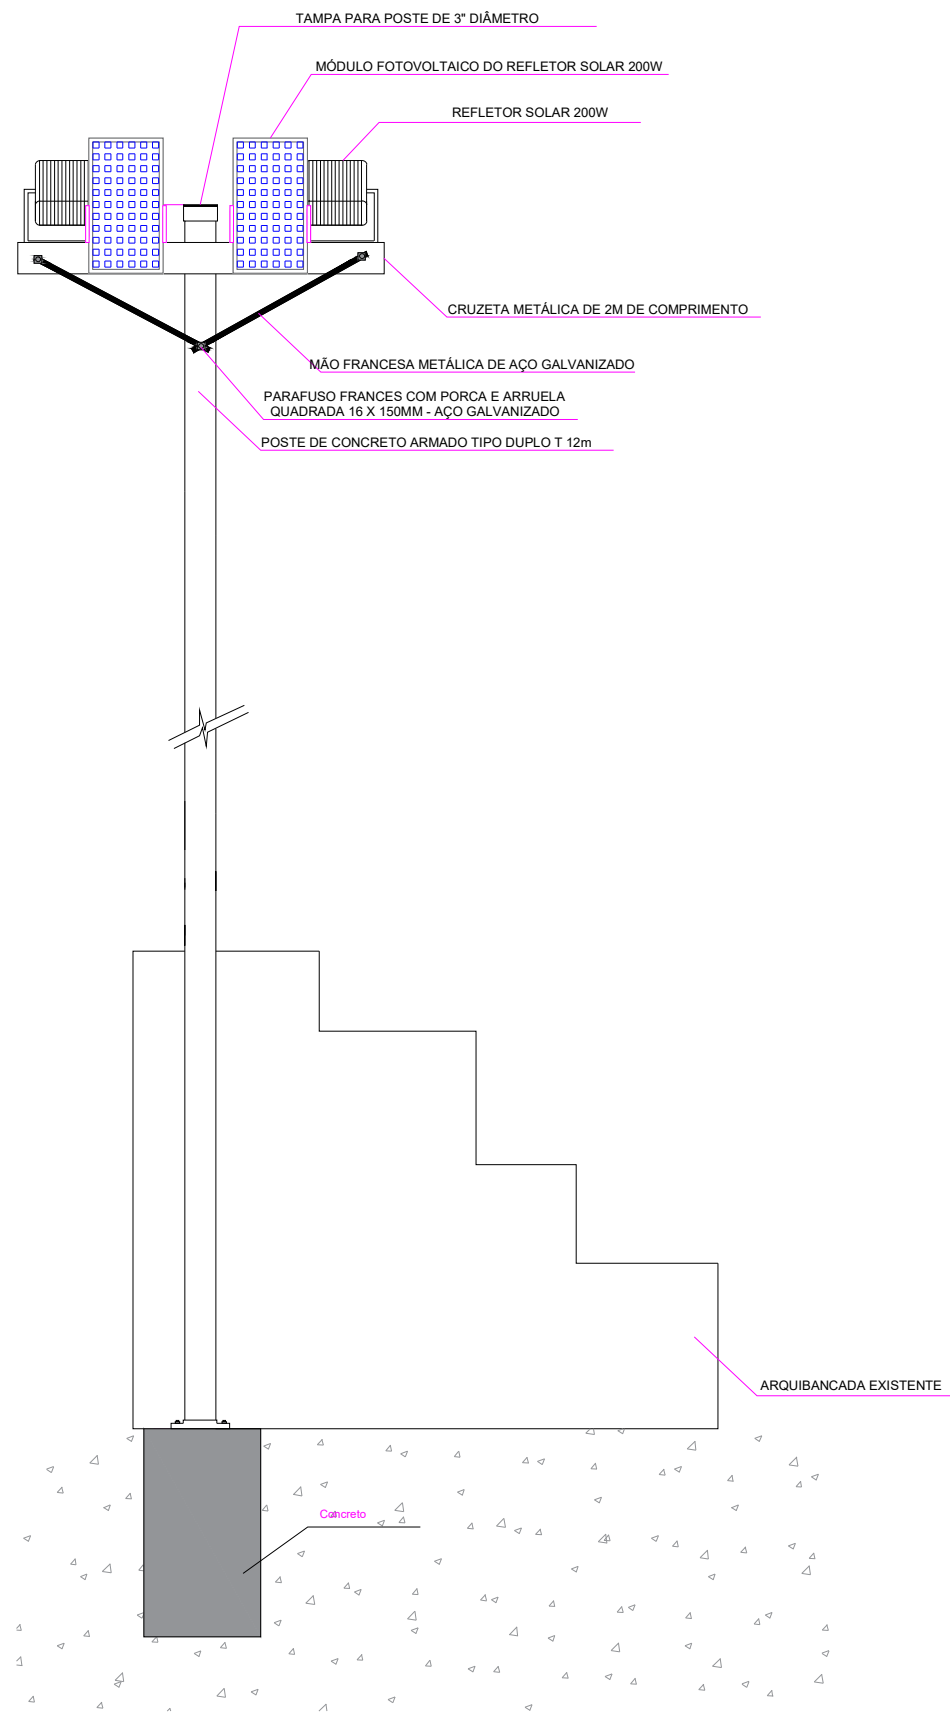 TAMPA PARA POSTE DE 3" DIÂMETRO
MÓDULO FOTOVOLTAICO DO REFLETOR SOLAR 200W
REFLETOR SOLAR 200W
CRUZETA METÁLICA DE 2M DE COMPRIMENTO
MÃO FRANCESA METÁLICA DE AÇO GALVANIZADO
PARAFUSO FRANCES COM PORCA E ARRUELA
QUADRADA 16 X 150MM - AÇO GALVANIZADO
POSTE DE CONCRETO ARMADO TIPO DUPLO T 12m
ARQUIBANCADA EXISTENTE
Concreto